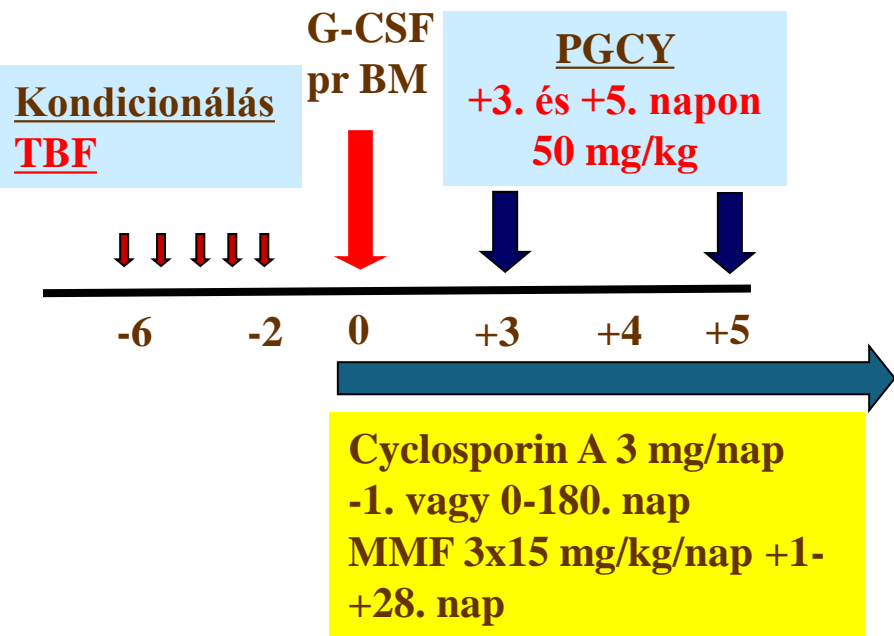 Kondicionálás
TBF
G-CSF
pr BM
PGCY
+3. és +5. napon
50 mg/kg
-6
-2
0
+3
+4
+5
Cyclosporin A 3 mg/nap
-1. vagy 0-180. nap
MMF 3x15 mg/kg/nap +1-
+28. nap